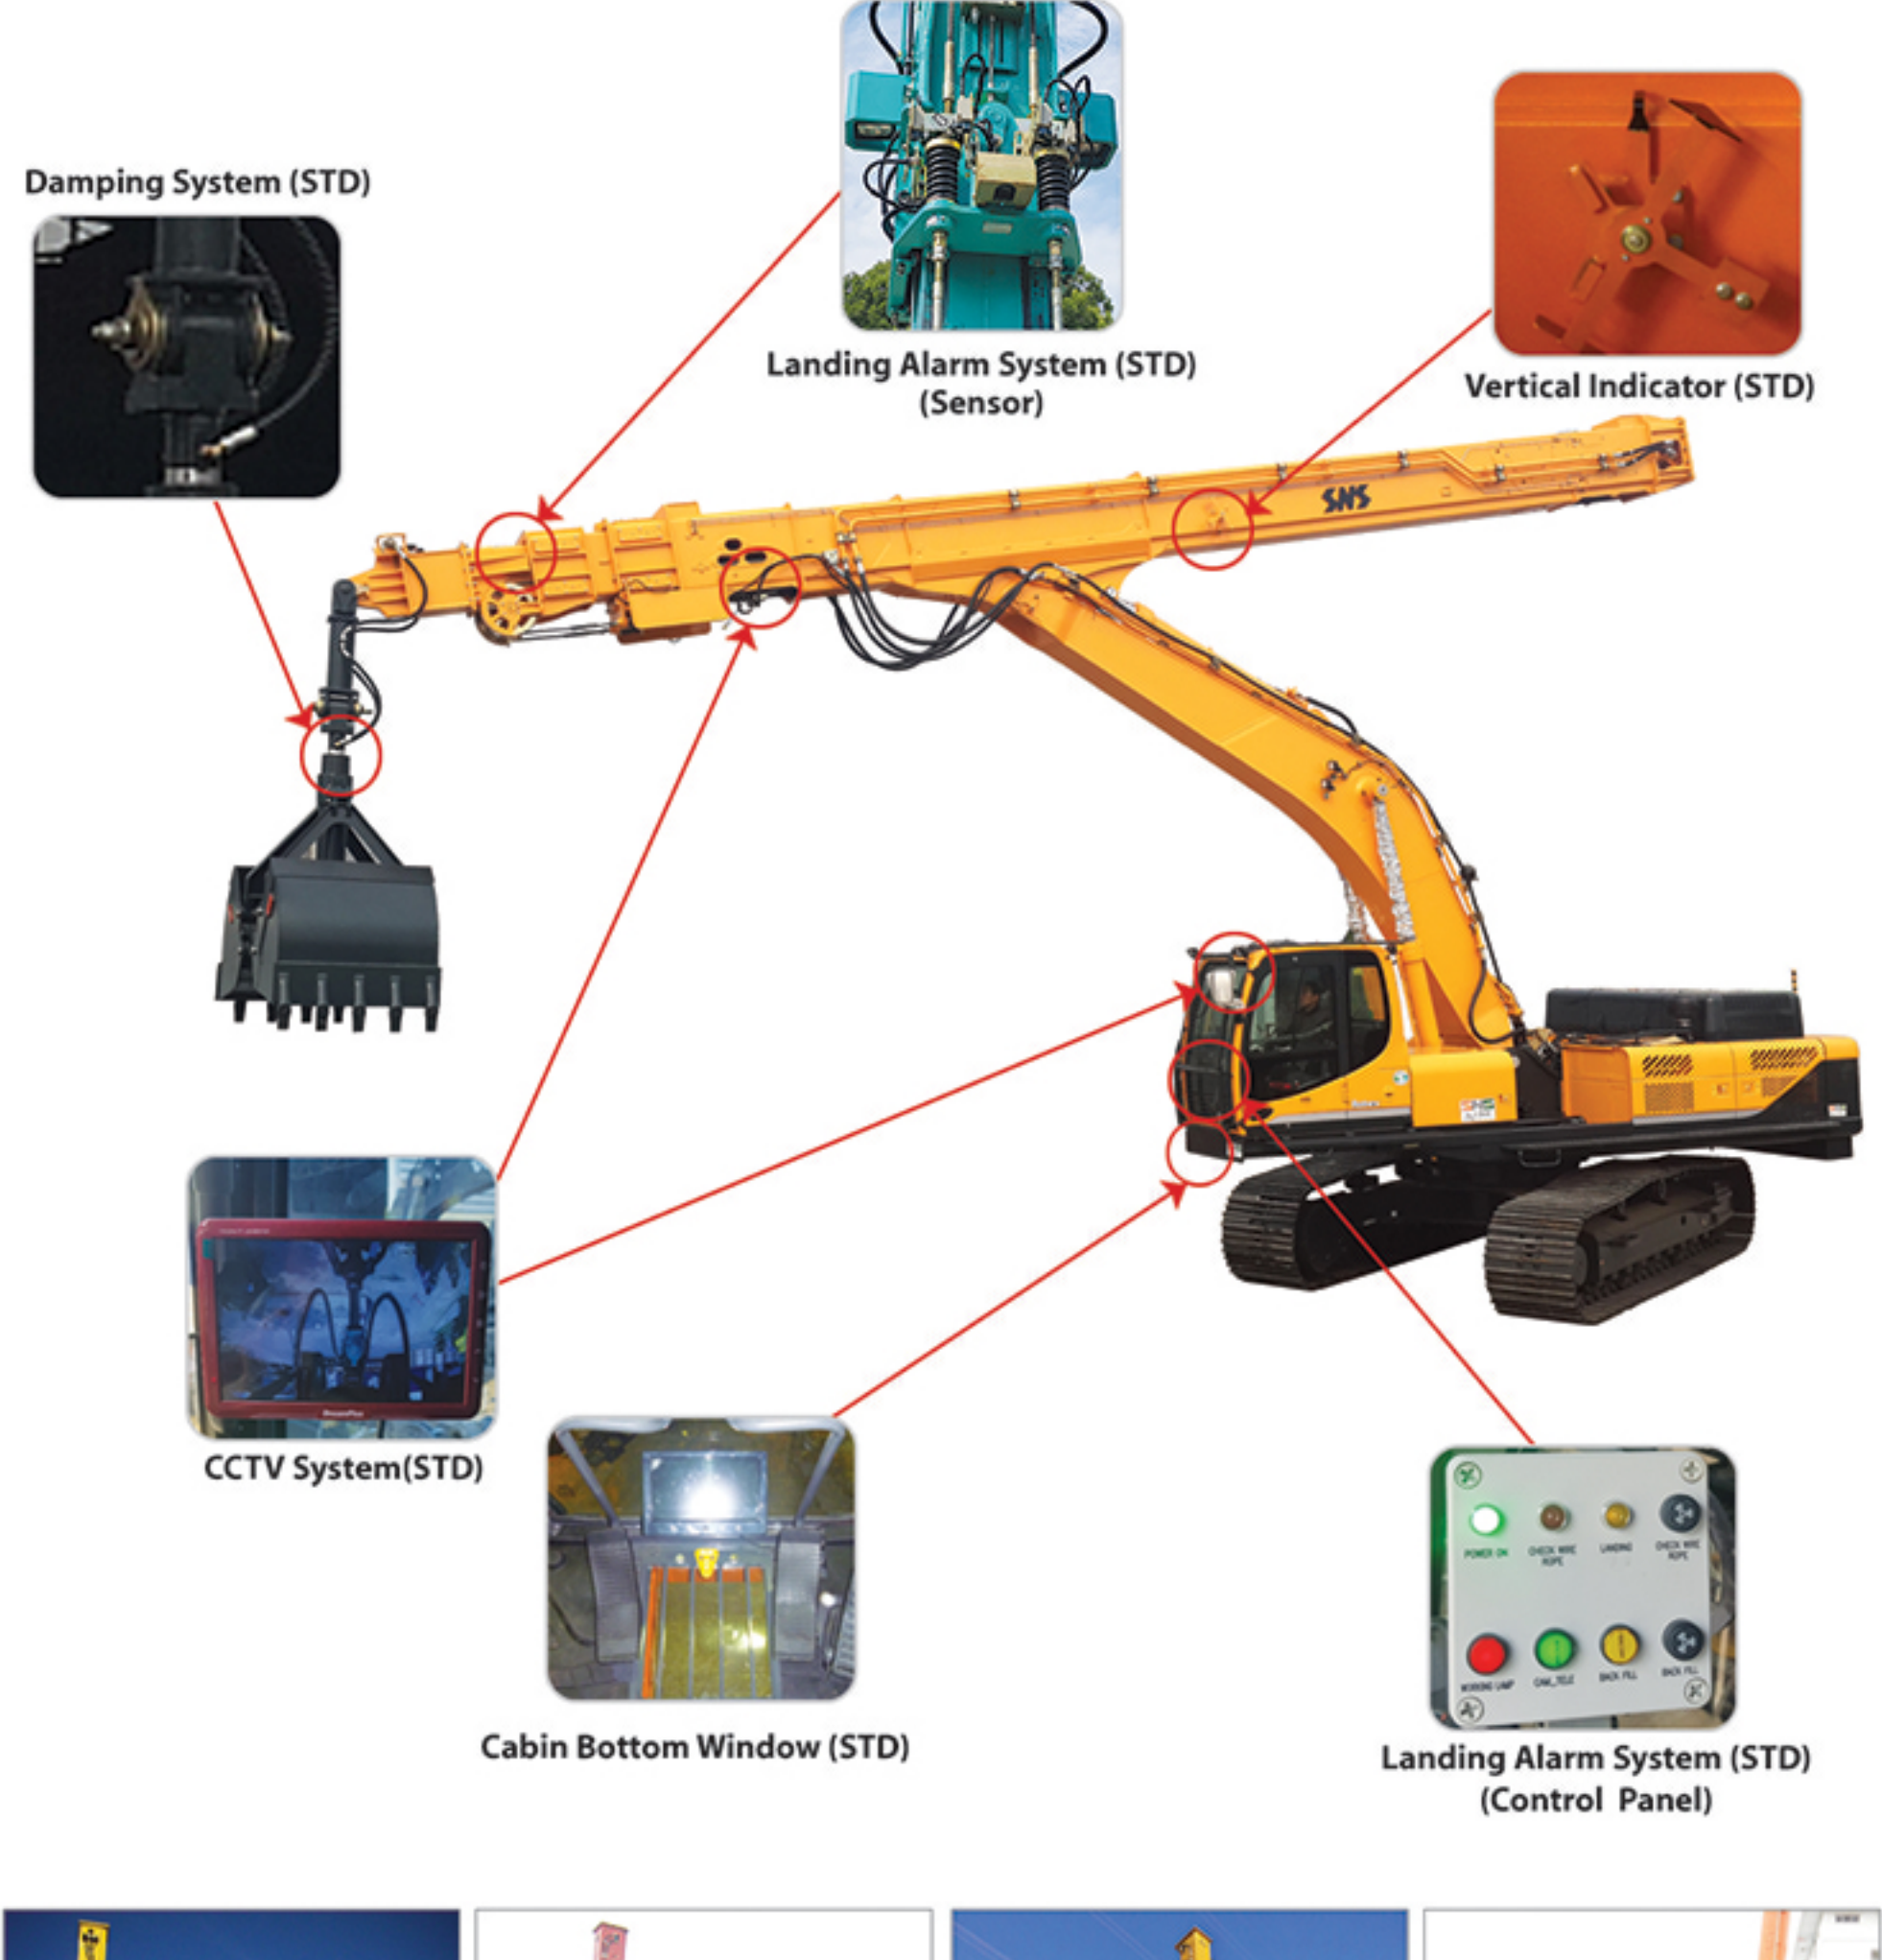 Damping System (STD)
Landing Alarm System (STD)
(Sensor)
Vertical Indicator (STD)
SNS
CCTV System(STD)
POWER ON
CHECK WIRE
ROPE
LANDING
CHECK WIRE
ROPE
WORKING LAMP
BACK FILL
BACK FILL
Cabin Bottom Window (STD)
Landing Alarm System (STD)
(Control Panel)